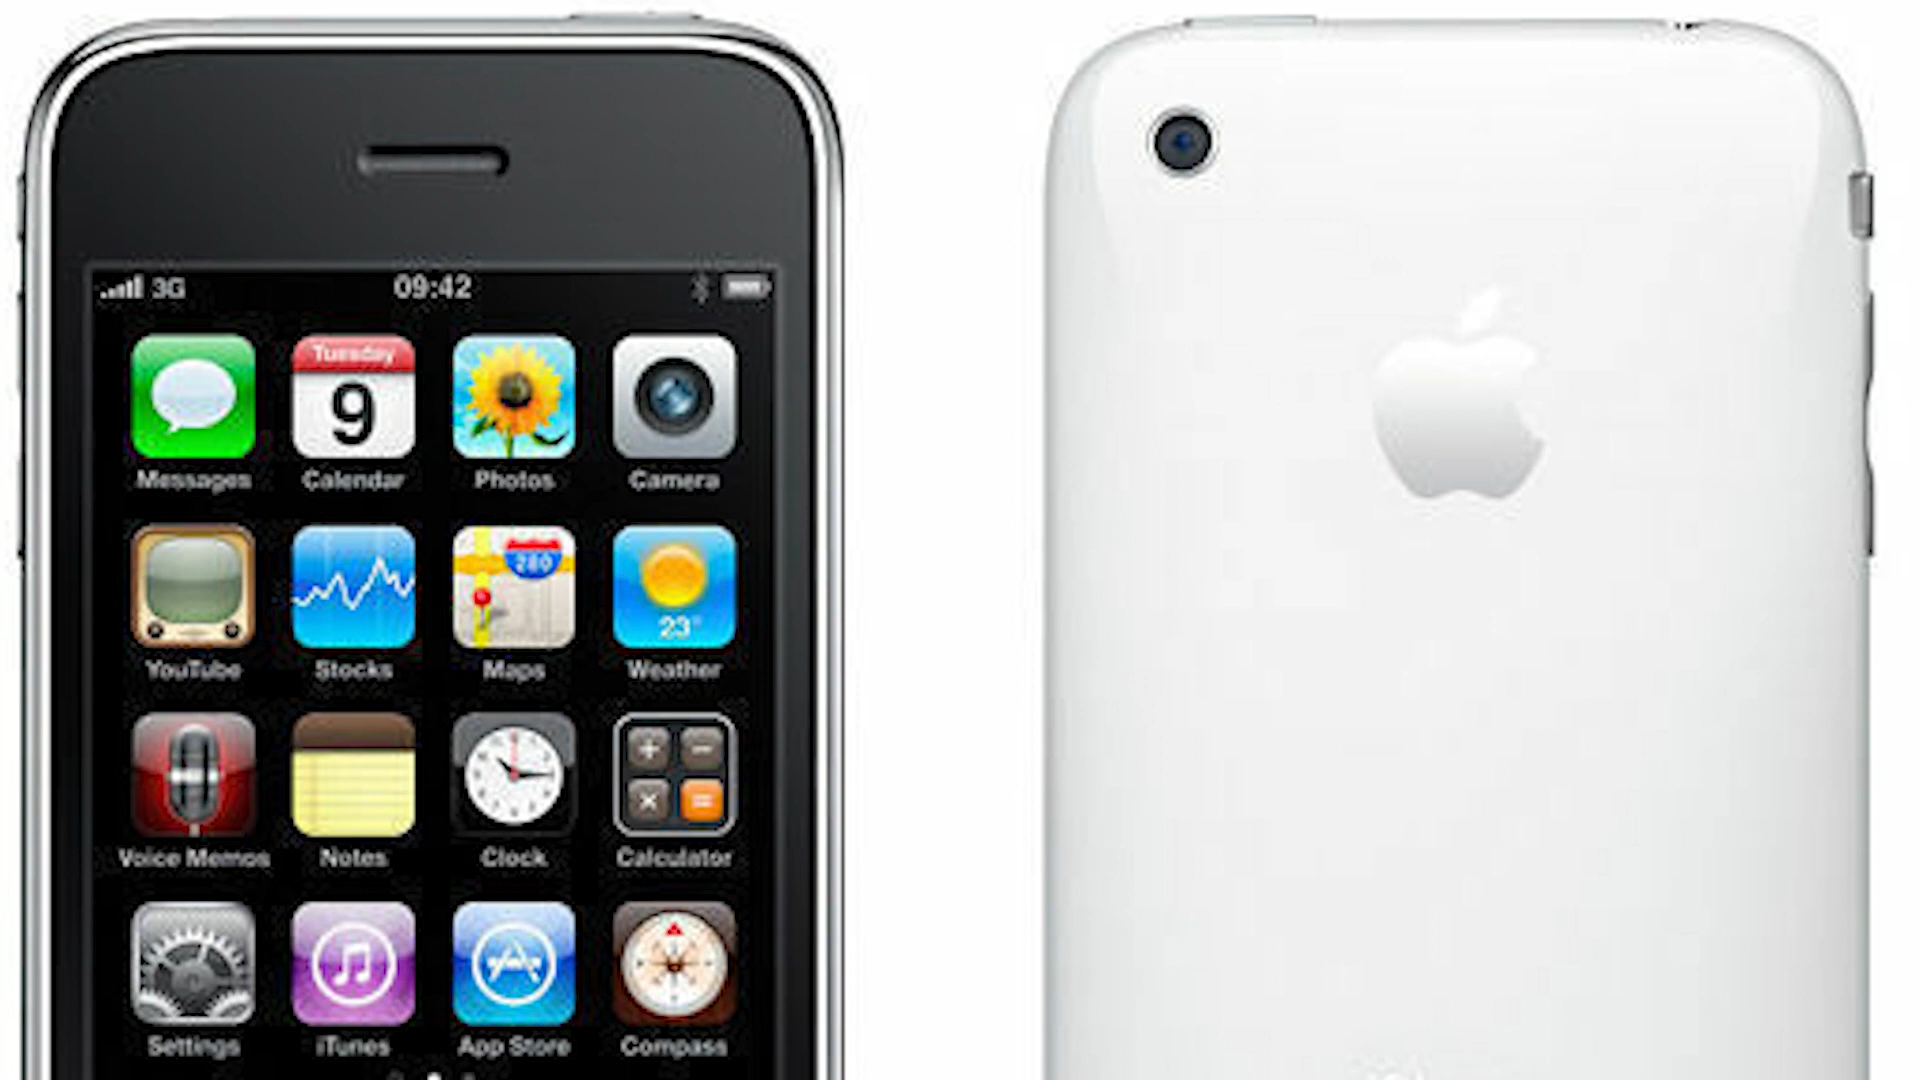 3G 09:42
Tuesday
9
Messages Calendar Photos Camera
280
23°
YouTube Stocks Maps Weather
Voice Memos Notes Clock Calculator
Settings iTunes App Store Compass